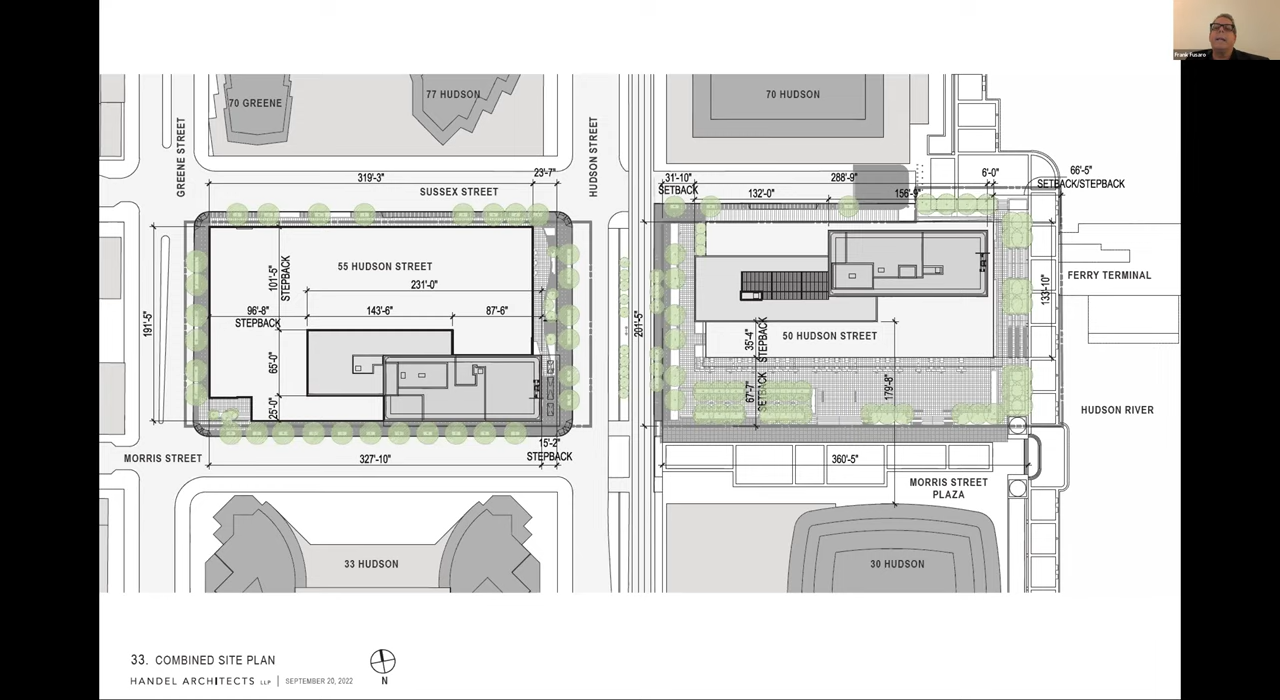 Frank Fusaro
70 GREENE
77 HUDSON
70 HUDSON
GREENE STREET
HUDSON STREET
319'-3"
23'-7"
SUSSEX STREET
31'-10"
SETBACK
288'-9"
132'-0"
156'-9"
6'-0"
66'-5"
SETBACK/STEPBACK
55 HUDSON STREET
101'-5"
STEPBACK
231'-0"
96'-8"
STEPBACK
143'-6"
87'-6"
191'-5"
65'-0"
25'-0"
FERRY TERMINAL
133'-10"
201'-5"
50 HUDSON STREET
35'-4"
STEPBACK
67'-7"
SETBACK
179'-8"
HUDSON RIVER
MORRIS STREET
327'-10"
15'-2"
STEPBACK
360'-5"
MORRIS STREET
PLAZA
33 HUDSON
30 HUDSON
33. COMBINED SITE PLAN
HANDEL ARCHITECTS LLP | SEPTEMBER 20, 2022
N